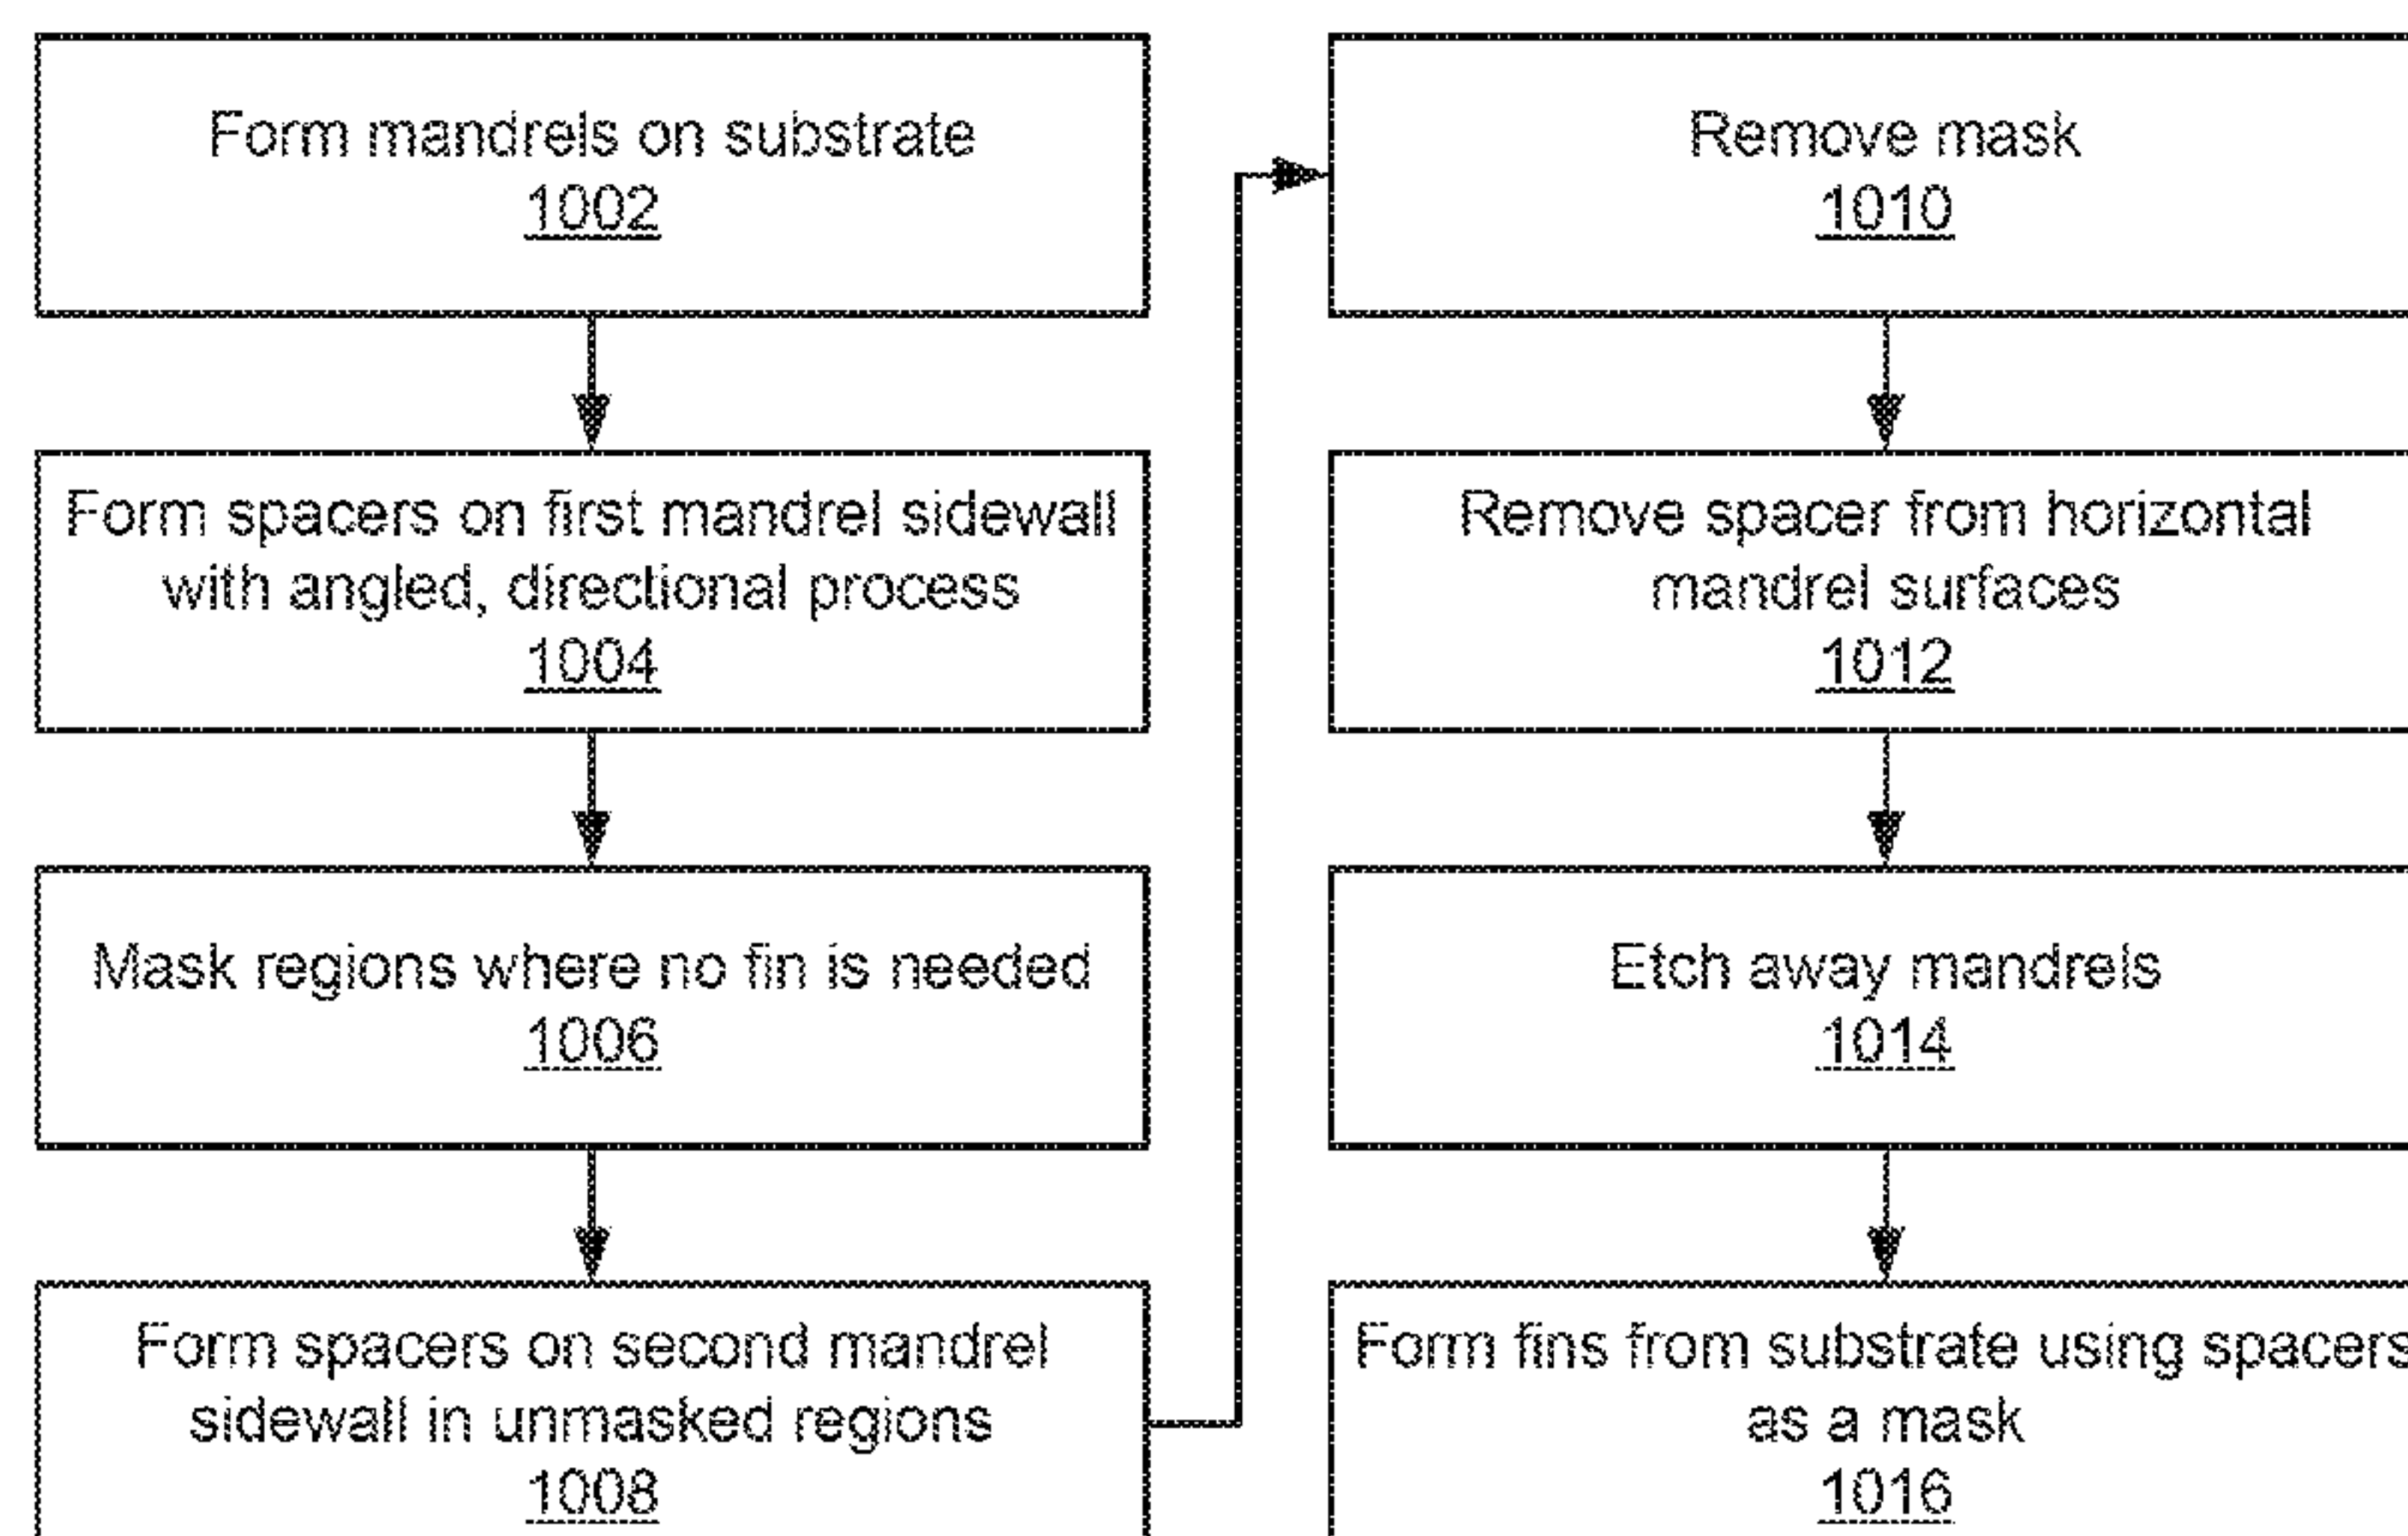 Form mandrels on substrate
1002
Form spacers on first mandrel sidewall
with angled, directional process
1004
Mask regions where no fin is needed
1006
Form spacers on second mandrel
sidewall in unmasked regions
1008
Remove mask
1010
Remove spacer from horizontal
mandrel surfaces
1012
Etch away mandrels
1014
Form fins from substrate using spacers
as a mask
1016